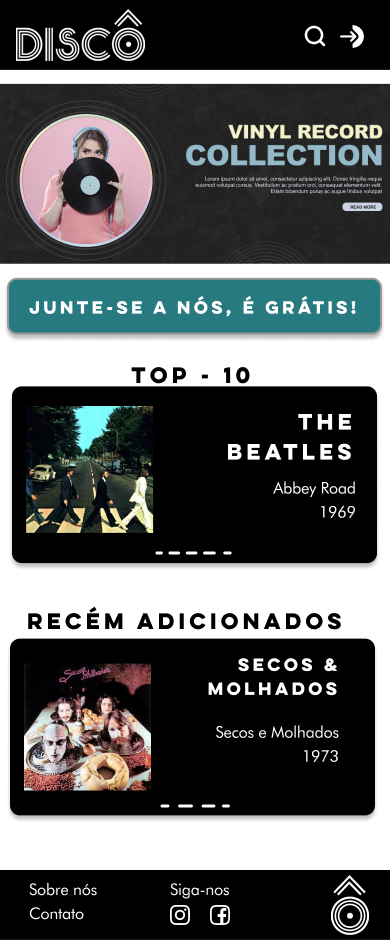 DISCÔ
VINYL RECORD
COLLECTION
Lorem ipsum dolor sit amet, consectetur adipiscing elit. Donec fringilla neque
euismod volutpat cursus. Vestibulum ac pretium orci, consequat elementum velit.
Etiam bibendum purus ac augue finibus volutpat
READ MORE
JUNTE-SE A NÓS, É GRÁTIS!
TOP - 10
THE
BEATLES
Abbey Road
1969
RECÉM ADICIONADOS
Secos & Molhados
SECOS &
MOLHADOS
Secos e Molhados
1973
Sobre nós
Siga-nos
Contato